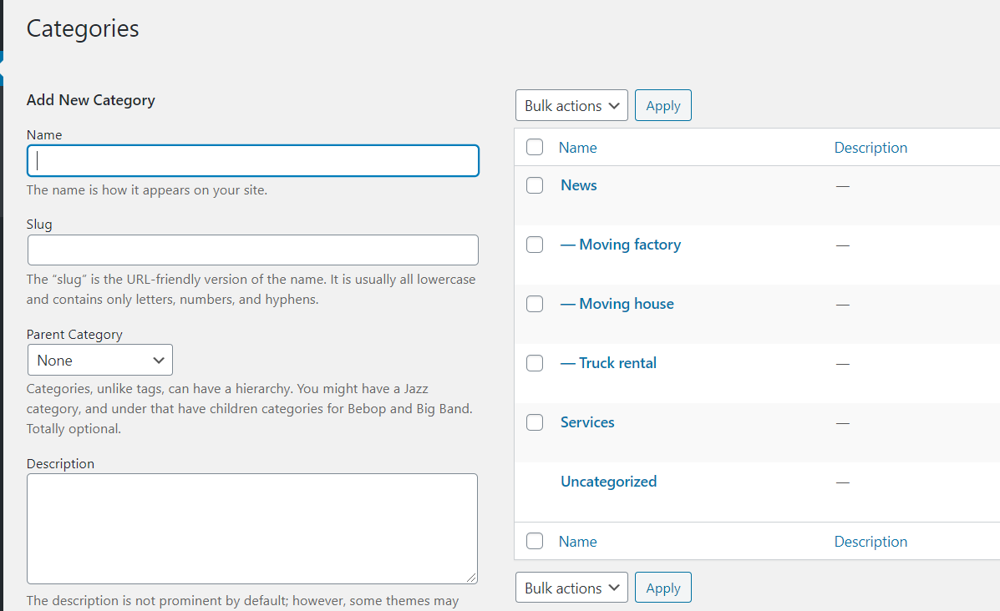 Categories
Add New Category
Name
The name is how it appears on your site.
Slug
The “slug” is the URL-friendly version of the name. It is usually all lowercase
and contains only letters, numbers, and hyphens.
Parent Category
None
Categories, unlike tags, can have a hierarchy. You might have a Jazz
category, and under that have children categories for Bebop and Big Band.
Totally optional.
Description
The description is not prominent by default; however, some themes may
Bulk actions Apply
Name Description
News —
— Moving factory —
— Moving house —
— Truck rental —
Services —
Uncategorized —
Name Description
Bulk actions Apply